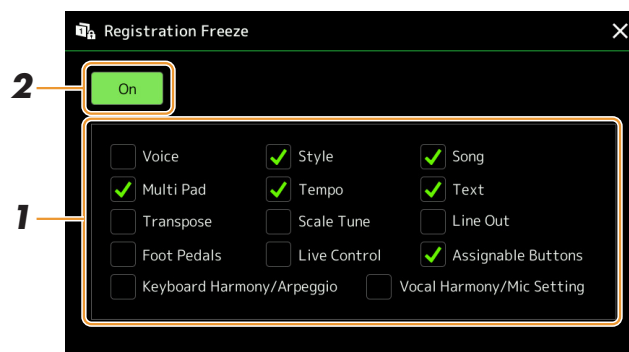 Registration Freeze
2
On
Voice Style Song
Multi Pad Tempo Text
1
Transpose Scale Tune Line Out
Foot Pedals Live Control Assignable Buttons
Keyboard Harmony/Arpeggio Vocal Harmony/Mic Setting